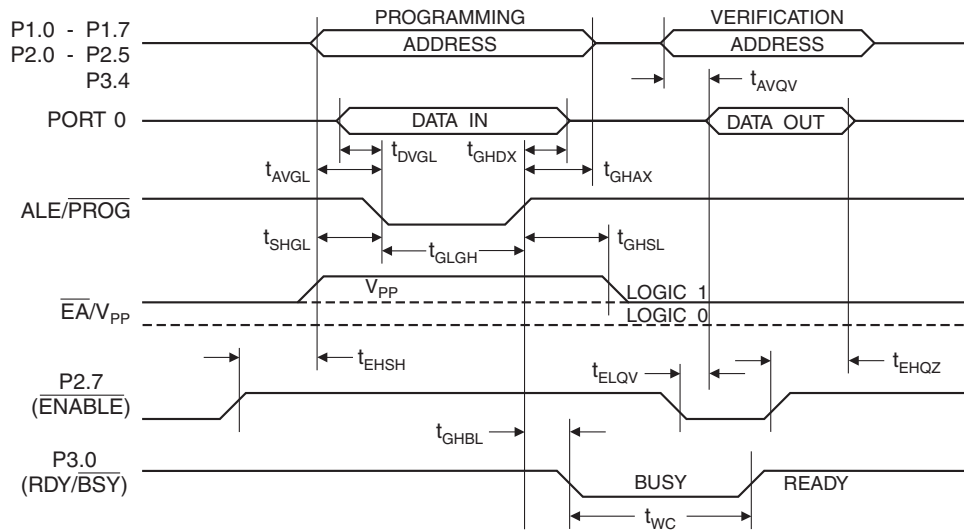 PROGRAMMING VERIFICATION
P1.0 - P1.7
P2.0 - P2.5
P3.4
ADDRESS ADDRESS
tAVQV
PORT 0
DATA IN DATA OUT
tDVGL tGHDX
tAVGL tGHAX
ALE/PROG
tSHGL tGLGH tGHSL
VPP
LOGIC 1
EA/VPP
LOGIC 0
tEHSH tELQV tEHQZ
P2.7
(ENABLE)
tGHBL
P3.0
(RDY/BSY)
BUSY READY
tWC